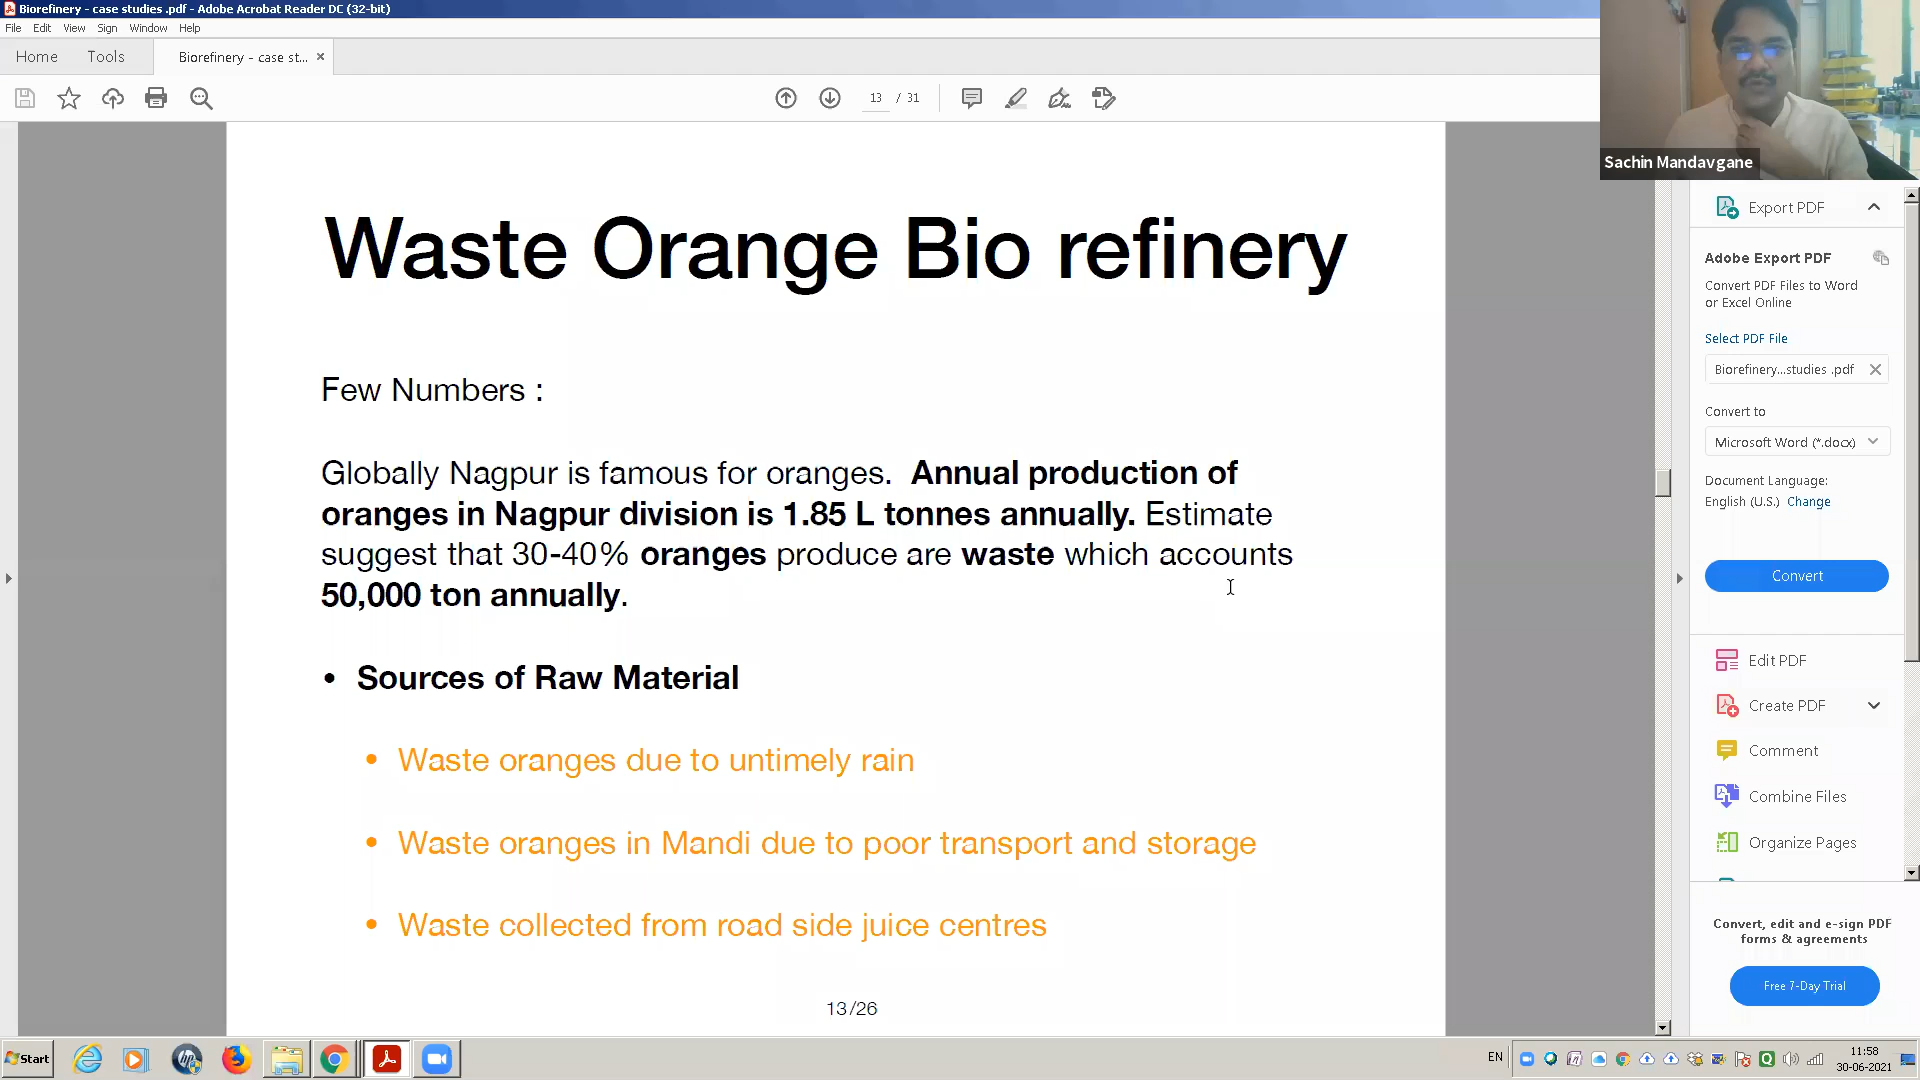 Biorefinery - case studies .pdf - Adobe Acrobat Reader DC (32-bit)
File Edit View Sign Window Help
Home Tools Biorefinery - case st... ×
13 / 31
Sachin Mandavgane
Waste Orange Bio refinery
Few Numbers :
Globally Nagpur is famous for oranges. Annual production of
oranges in Nagpur division is 1.85 L tonnes annually. Estimate
suggest that 30-40% oranges produce are waste which accounts
50,000 ton annually.
• Sources of Raw Material
• Waste oranges due to untimely rain
• Waste oranges in Mandi due to poor transport and storage
• Waste collected from road side juice centres
13/26
Export PDF
Adobe Export PDF
Convert PDF Files to Word
or Excel Online
Select PDF File
Biorefinery...studies .pdf
Convert to
Microsoft Word (*.docx)
Document Language:
English (U.S.) Change
Convert
Edit PDF
Create PDF
Comment
Combine Files
Organize Pages
Convert, edit and e-sign PDF
forms & agreements
Free 7-Day Trial
Start
EN
11:58
30-06-2021